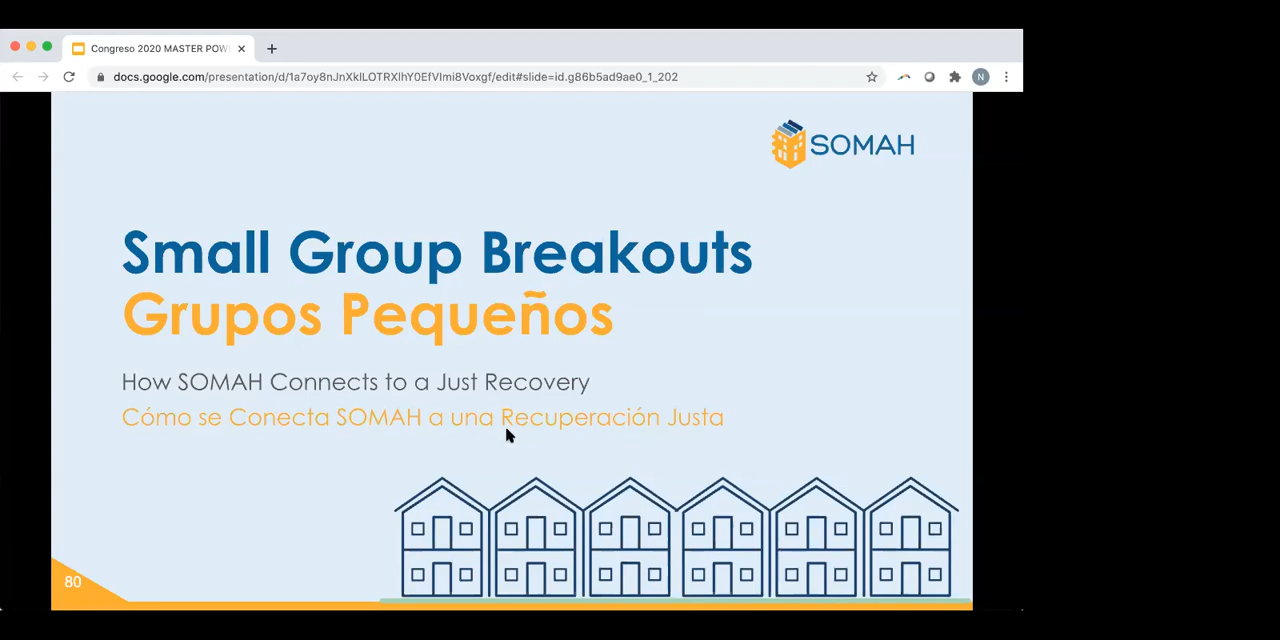 Congreso 2020 MASTER POW
docs.google.com/presentation/d/1a7oy8nJnXklLOTRXlhY0EfVImi8Voxgf/edit#slide=id.g86b5ad9ae0_1_202
N
SOMAH
Small Group Breakouts
Grupos Pequeños
How SOMAH Connects to a Just Recovery
Cómo se Conecta SOMAH a una Recuperación Justa
80